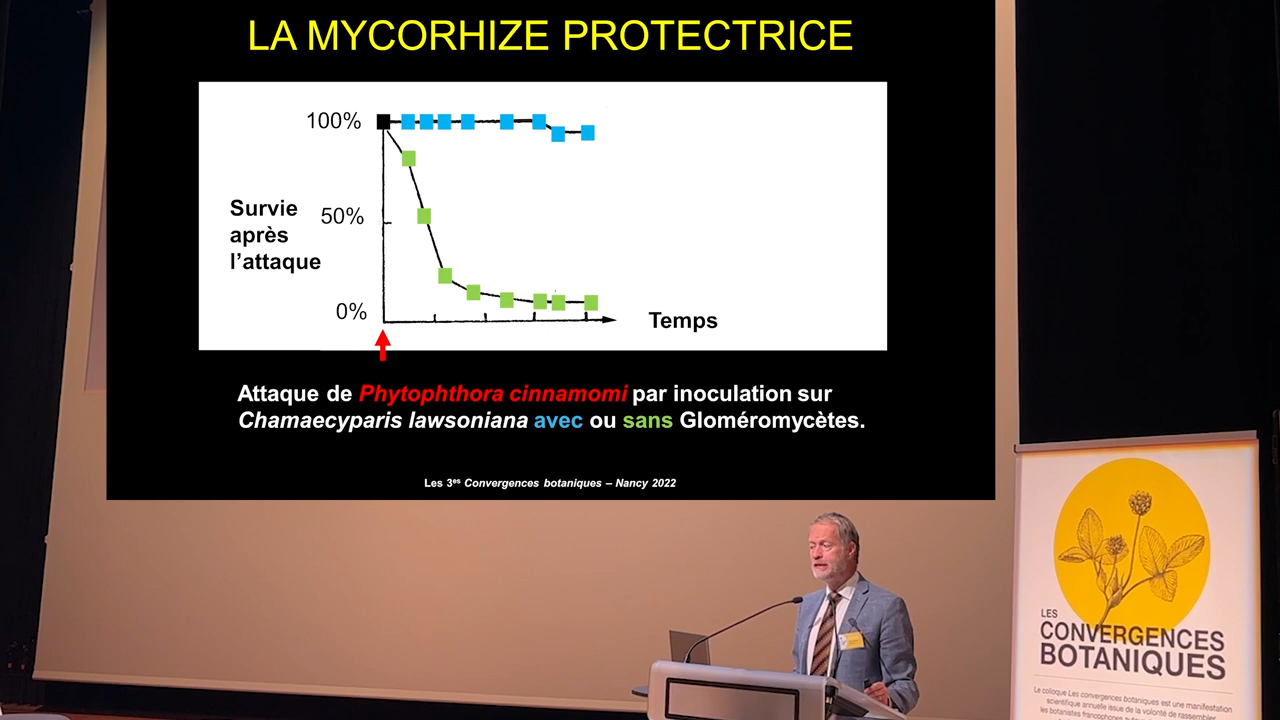 LA MYCORHIZE PROTECTRICE
100%
Survie
après
l'attaque
50%
0%
Temps
Attaque de Phytophthora cinnamomi par inoculation sur
Chamaecyparis lawsoniana avec ou sans Gloméromycètes.
Les 3es Convergences botaniques – Nancy 2022
LES
CONVERGENCES
BOTANIQUES
Le colloque Les convergences botaniques est une manifestation
scientifique annuelle issue de la volonté de rassembler
les botanistes francophones